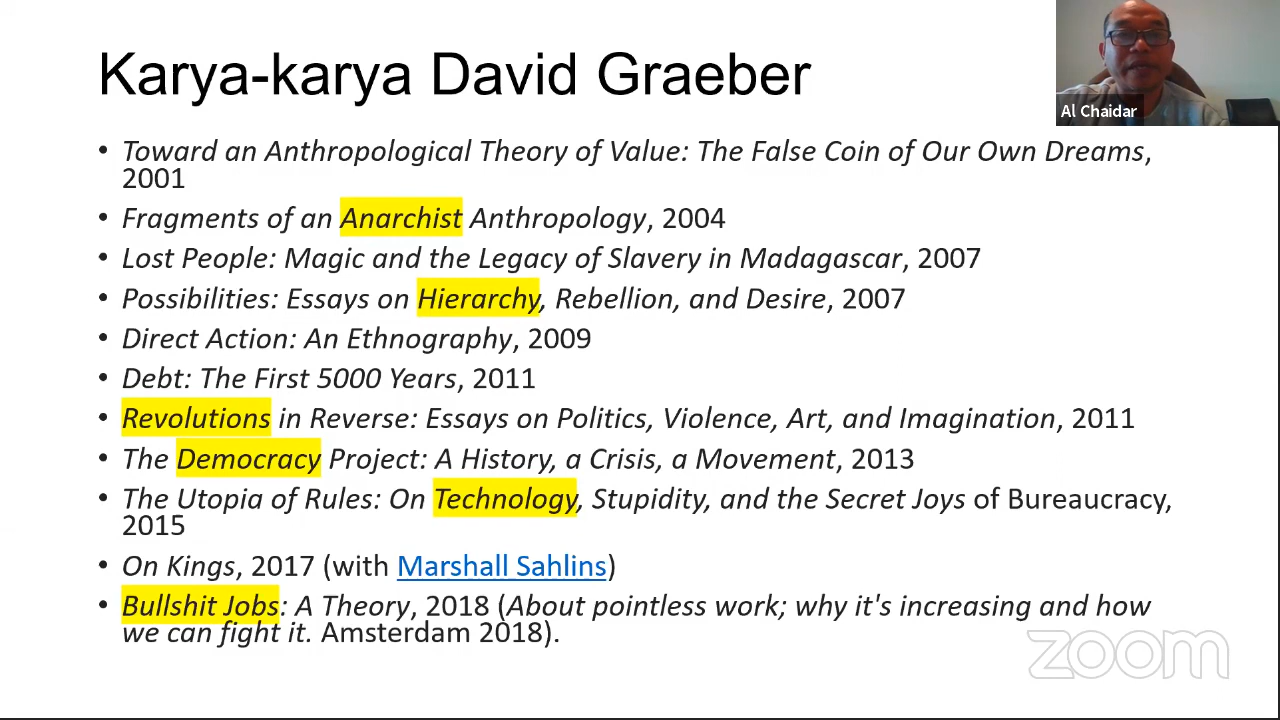 Karya-karya David Graeber
Al Chaidar
• Toward an Anthropological Theory of Value: The False Coin of Our Own Dreams,
2001
• Fragments of an Anarchist Anthropology, 2004
• Lost People: Magic and the Legacy of Slavery in Madagascar, 2007
• Possibilities: Essays on Hierarchy, Rebellion, and Desire, 2007
• Direct Action: An Ethnography, 2009
• Debt: The First 5000 Years, 2011
• Revolutions in Reverse: Essays on Politics, Violence, Art, and Imagination, 2011
• The Democracy Project: A History, a Crisis, a Movement, 2013
• The Utopia of Rules: On Technology, Stupidity, and the Secret Joys of Bureaucracy,
2015
• On Kings, 2017 (with Marshall Sahlins)
• Bullshit Jobs: A Theory, 2018 (About pointless work; why it's increasing and how
we can fight it. Amsterdam 2018).
zoom